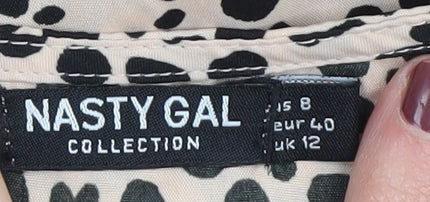 NASTY GAL
COLLECTION
us 8
eur 40
uk 12